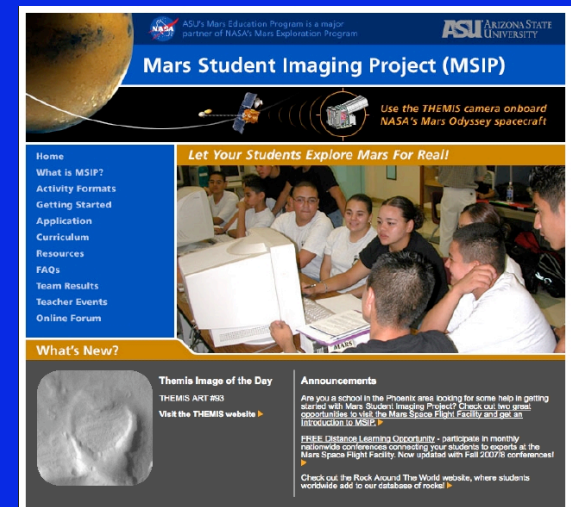 NASA
ASU's Mars Education Program is a major
partner of NASA's Mars Exploration Program
ASU ARIZONA STATE
UNIVERSITY
Mars Student Imaging Project (MSIP)
Use the THEMIS camera onboard
NASA's Mars Odyssey spacecraft
Home
What is MSIP?
Activity Formats
Getting Started
Application
Curriculum
Resources
FAQs
Team Results
Teacher Events
Online Forum
Let Your Students Explore Mars For Real!
MARS
What's New?
Themis Image of the Day
THEMIS ART #93
Visit the THEMIS website
Announcements
Are you a school in the Phoenix area looking for some help in getting
started with Mars Student Imaging Project? Check out two great
opportunities to visit the Mars Space Flight Facility and get an
Introduction to MSIP.
FREE Distance Learning Opportunity - participate in monthly
nationwide conferences connecting your students to experts at the
Mars Space Flight Facility. Now updated with Fall 2007/8 conferences!
Check out the Rock Around The World website, where students
worldwide add to our database of rocks!